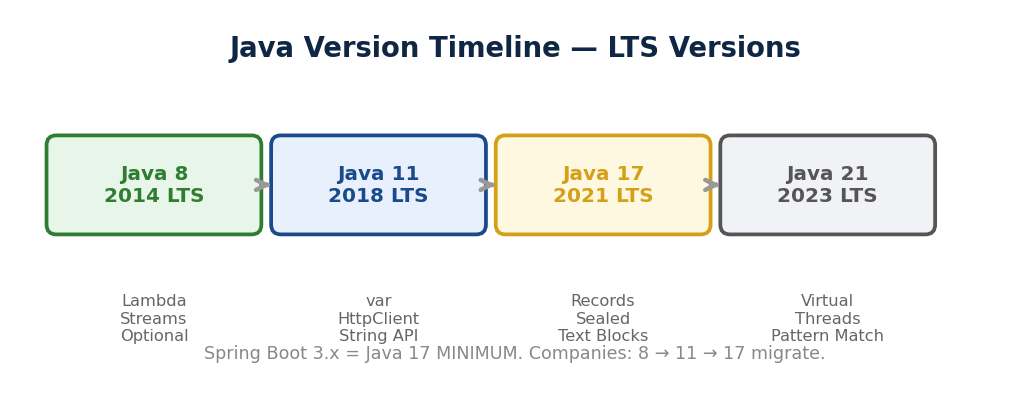 Java Version Timeline — LTS Versions
Java 8
2014 LTS
Java 11
2018 LTS
Java 17
2021 LTS
Java 21
2023 LTS
Lambda
Streams
Optional
var
HttpClient
String API
Records
Sealed
Text Blocks
Virtual
Threads
Pattern Match
Spring Boot 3.x = Java 17 MINIMUM. Companies: 8 → 11 → 17 migrate.